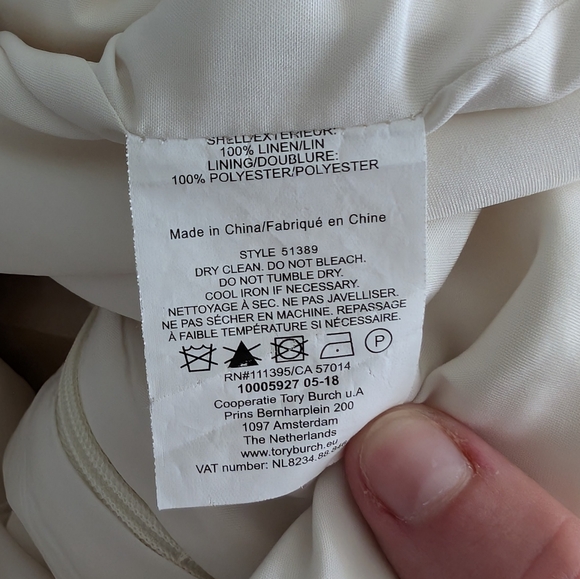 SHELL/EXTERIEUR:
100% LINEN/LIN
LINING/DOUBLURE:
100% POLYESTER/POLYESTER
Made in China/Fabriqué en Chine
STYLE 51389
DRY CLEAN. DO NOT BLEACH.
DO NOT TUMBLE DRY.
COOL IRON IF NECESSARY.
NETTOYAGE À SEC. NE PAS JAVELLISER.
NE PAS SÉCHER EN MACHINE. REPASSAGE
À FAIBLE TEMPÉRATURE SI NÉCESSAIRE.
P
RN#111395/CA 57014
10005927 05-18
Cooperatie Tory Burch u.A
Prins Bernharplein 200
1097 Amsterdam
The Netherlands
www.toryburch.eu
VAT number: NL8234.88.